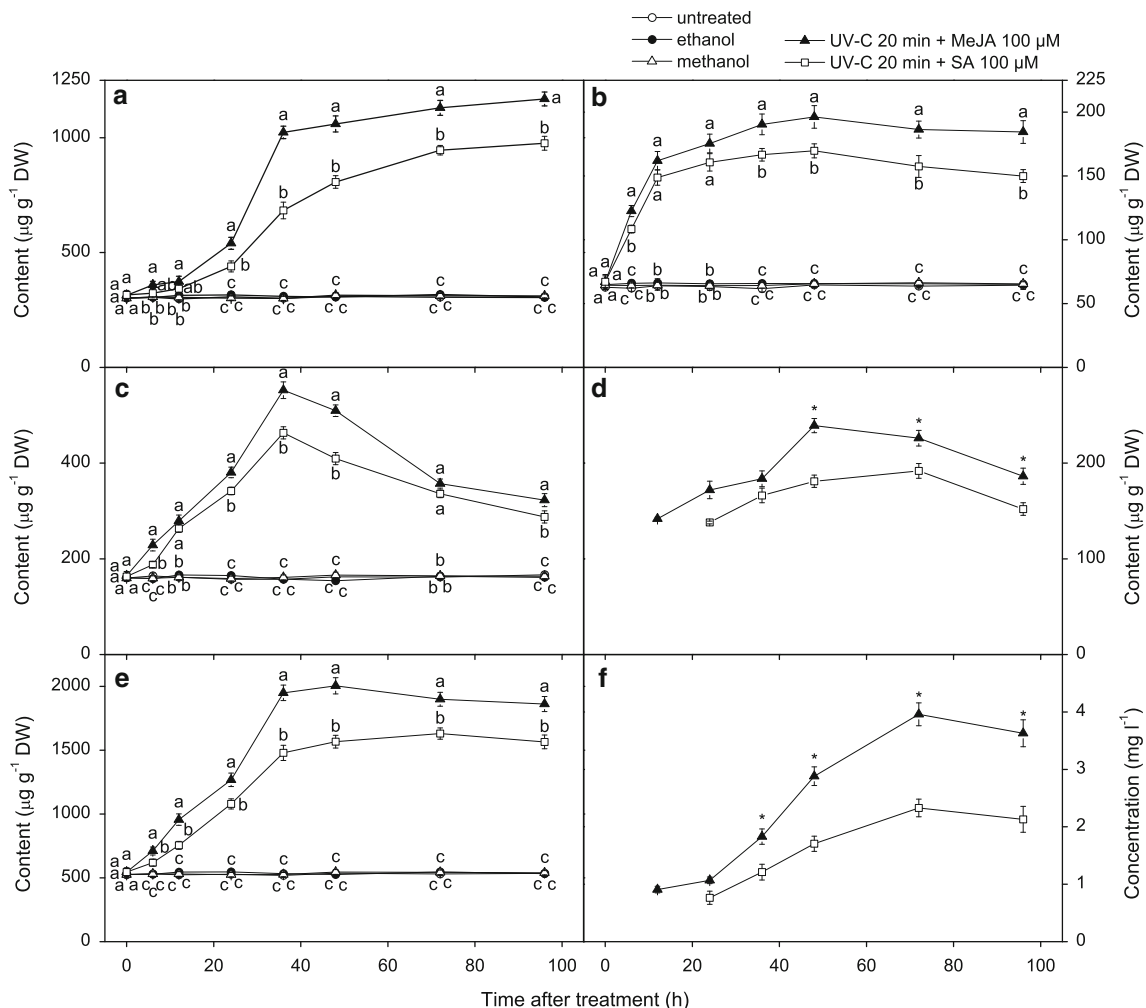 untreated
ethanol
methanol
UV-C 20 min + MeJA 100 µM
UV-C 20 min + SA 100 µM
a
1250
1000
500
0
Content (µg g⁻¹ DW)
a a a a a a a a
b b b b b
ab ab
c c c c c
a a b b b b c c c c c c c c c c
b b
b
225
200
150
100
50
0
Content (µg g⁻¹ DW)
a a a a a a a
a a b b b b
b
c b b c c c c
a a c c b b b b c c c c c c c c
c
400
200
0
Content (µg g⁻¹ DW)
a a a a a a a a
a b b b a b
b c c c b c
a a c c b b c c c c c c b b c c
c
d
200
100
0
Content (µg g⁻¹ DW)
* * * *
e
2000
1500
1000
500
0
Content (µg g⁻¹ DW)
a a a a a a a a
b b b b b b b
c c c c c c
a a c c c c c c c c c c c c c c
c
f
4
3
2
1
0
Concentration (mg l⁻¹)
* * * *
0 20 40 60 80 100
0 20 40 60 80 100
Time after treatment (h)